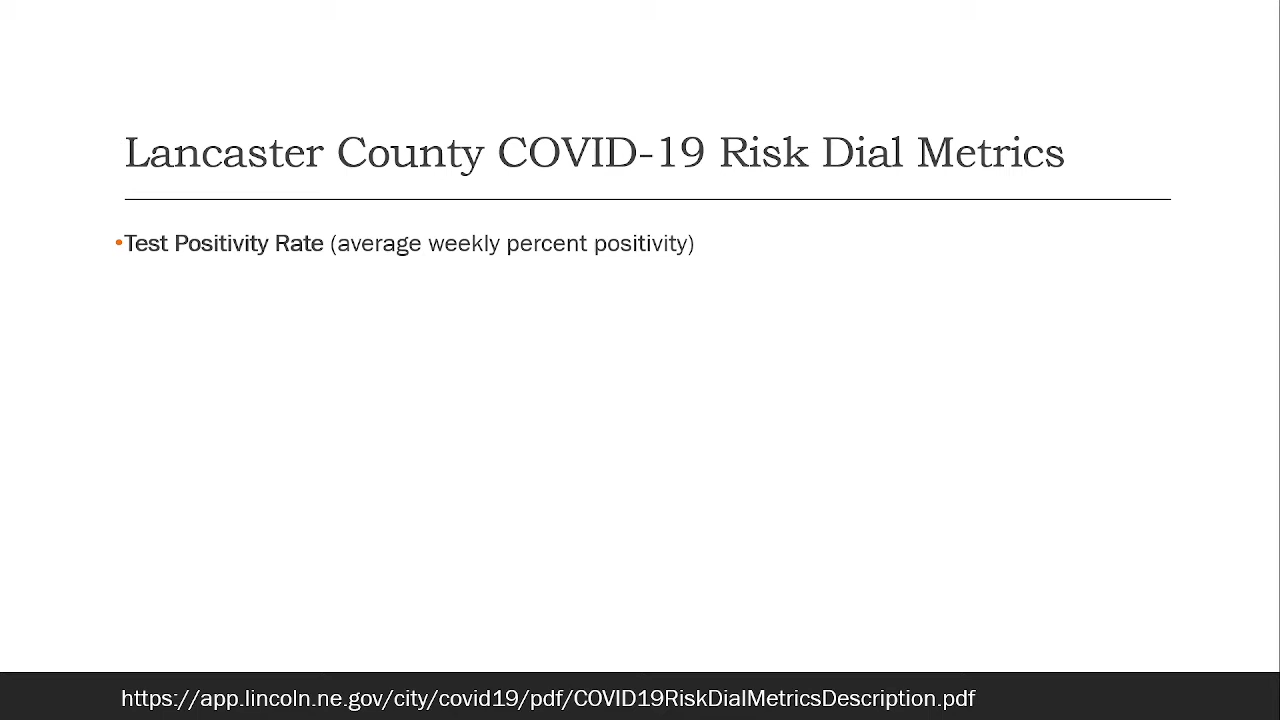 Lancaster County COVID-19 Risk Dial Metrics
•Test Positivity Rate (average weekly percent positivity)
https://app.lincoln.ne.gov/city/covid19/pdf/COVID19RiskDialMetricsDescription.pdf